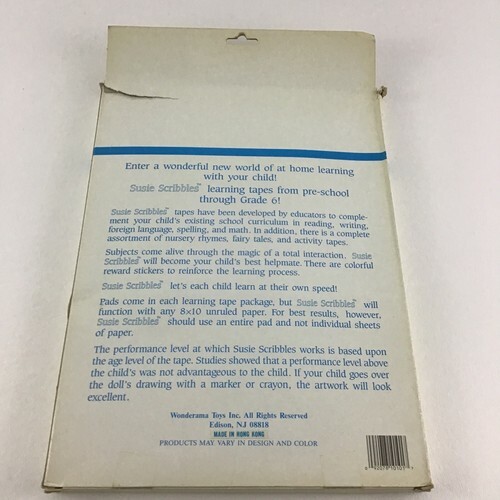 Enter a wonderful new world of at home learning
with your child!
Susie Scribbles™ learning tapes from pre-school
through Grade 6!
Susie Scribbles™ tapes have been developed by educators to comple-
ment your child's existing school curriculum in reading, writing,
foreign language, spelling, and math. In addition, there is a complete
assortment of nursery rhymes, fairy tales, and activity tapes.
Subjects come alive through the magic of a total interaction. Susie
Scribbles™ will become your child's best helpmate. There are colorful
reward stickers to reinforce the learning process.
Susie Scribbles™ let's each child learn at their own speed!
Pads come in each learning tape package, but Susie Scribbles™ will
function with any 8×10 unruled paper. For best results, however,
Susie Scribbles™ should use an entire pad and not individual sheets
of paper.
The performance level at which Susie Scribbles works is based upon
the age level of the tape. Studies showed that a performance level above
the child's was not advantageous to the child. If your child goes over
the doll's drawing with a marker or crayon, the artwork will look
excellent.
Wonderama Toys Inc. All Rights Reserved
Edison, NJ 08818
MADE IN HONG KONG
PRODUCTS MAY VARY IN DESIGN AND COLOR